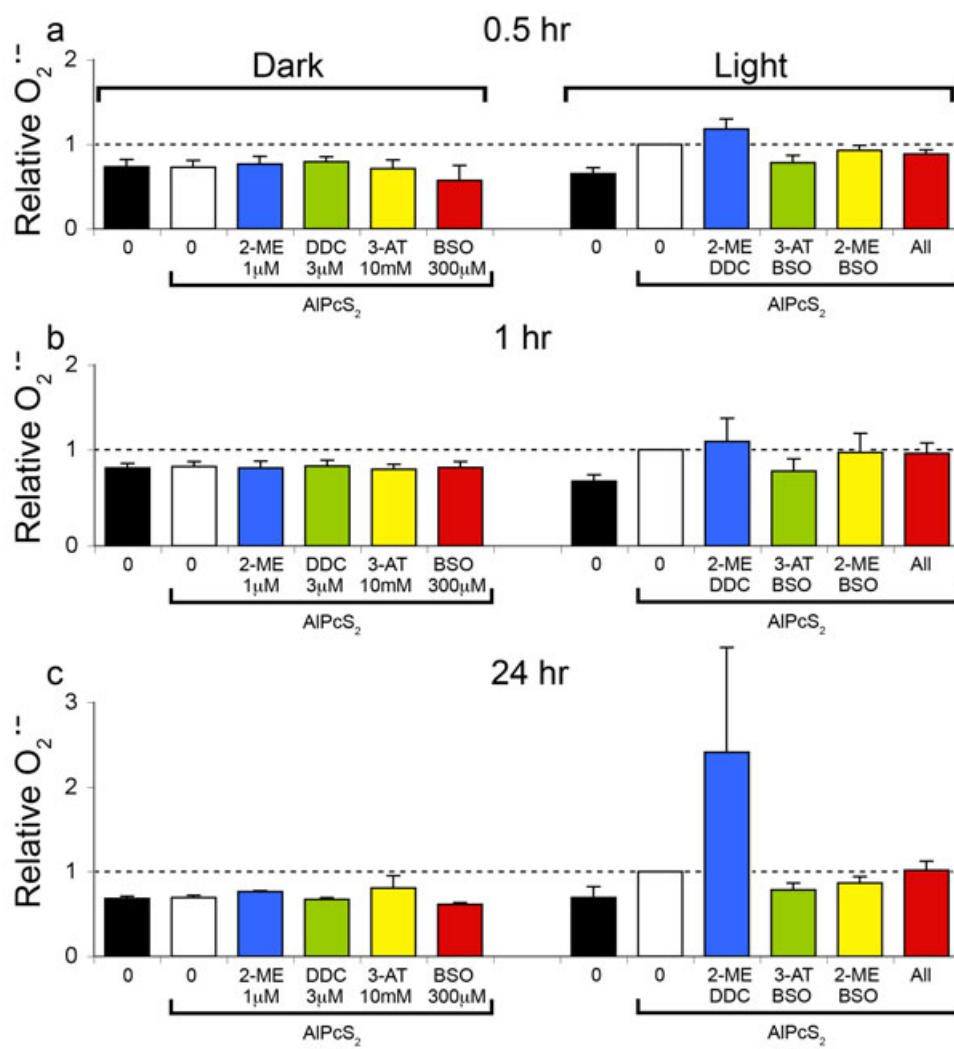 a
0.5 hr
Dark
Light
Relative O₂·⁻
2
1
0
0 0 2-ME DDC 3-AT BSO 0 0 2-ME 3-AT 2-ME All
1μM 3μM 10mM 300μM DDC BSO BSO
AlPcS₂ AlPcS₂
b
1 hr
Relative O₂·⁻
2
1
0
0 0 2-ME DDC 3-AT BSO 0 0 2-ME 3-AT 2-ME All
1μM 3μM 10mM 300μM DDC BSO BSO
AlPcS₂ AlPcS₂
c
24 hr
Relative O₂·⁻
3
2
1
0
0 0 2-ME DDC 3-AT BSO 0 0 2-ME 3-AT 2-ME All
1μM 3μM 10mM 300μM DDC BSO BSO
AlPcS₂ AlPcS₂